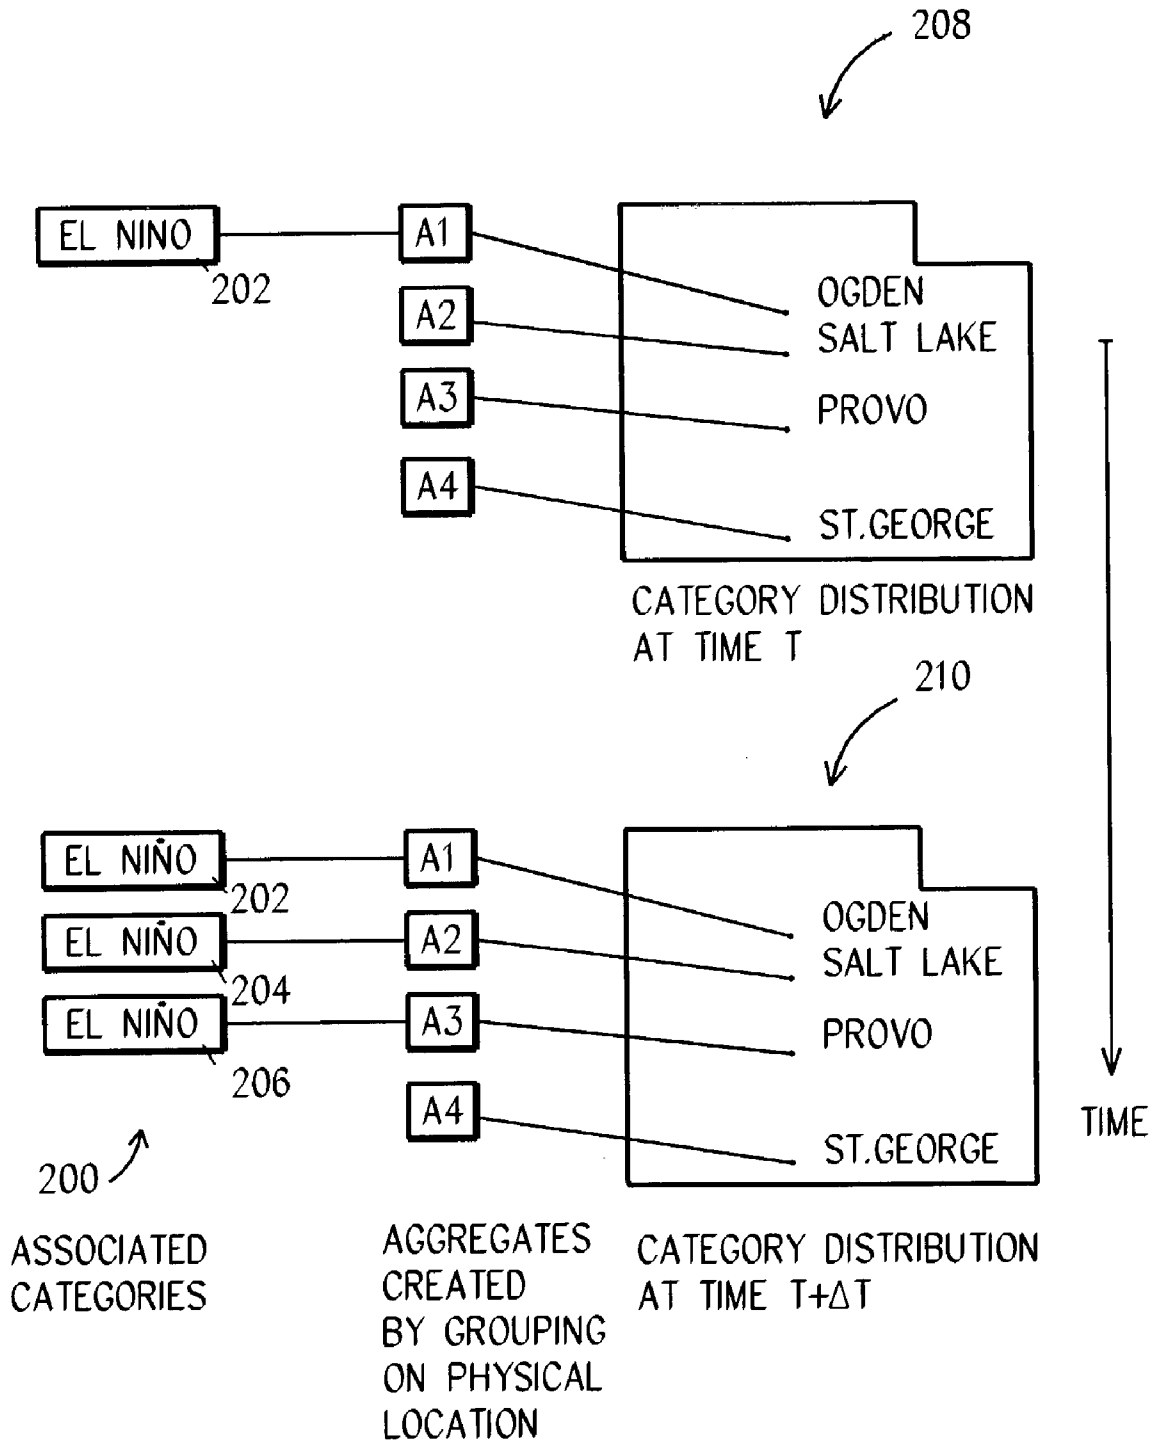 208
EL NINO
202
A1
A2
A3
A4
OGDEN
SALT LAKE
PROVO
ST.GEORGE
CATEGORY DISTRIBUTION
AT TIME T
210
EL NIÑO
202
EL NIÑO
204
EL NIÑO
206
A1
A2
A3
A4
OGDEN
SALT LAKE
PROVO
ST.GEORGE
TIME
200
ASSOCIATED
CATEGORIES
AGGREGATES
CREATED
BY GROUPING
ON PHYSICAL
LOCATION
CATEGORY DISTRIBUTION
AT TIME T+ΔT